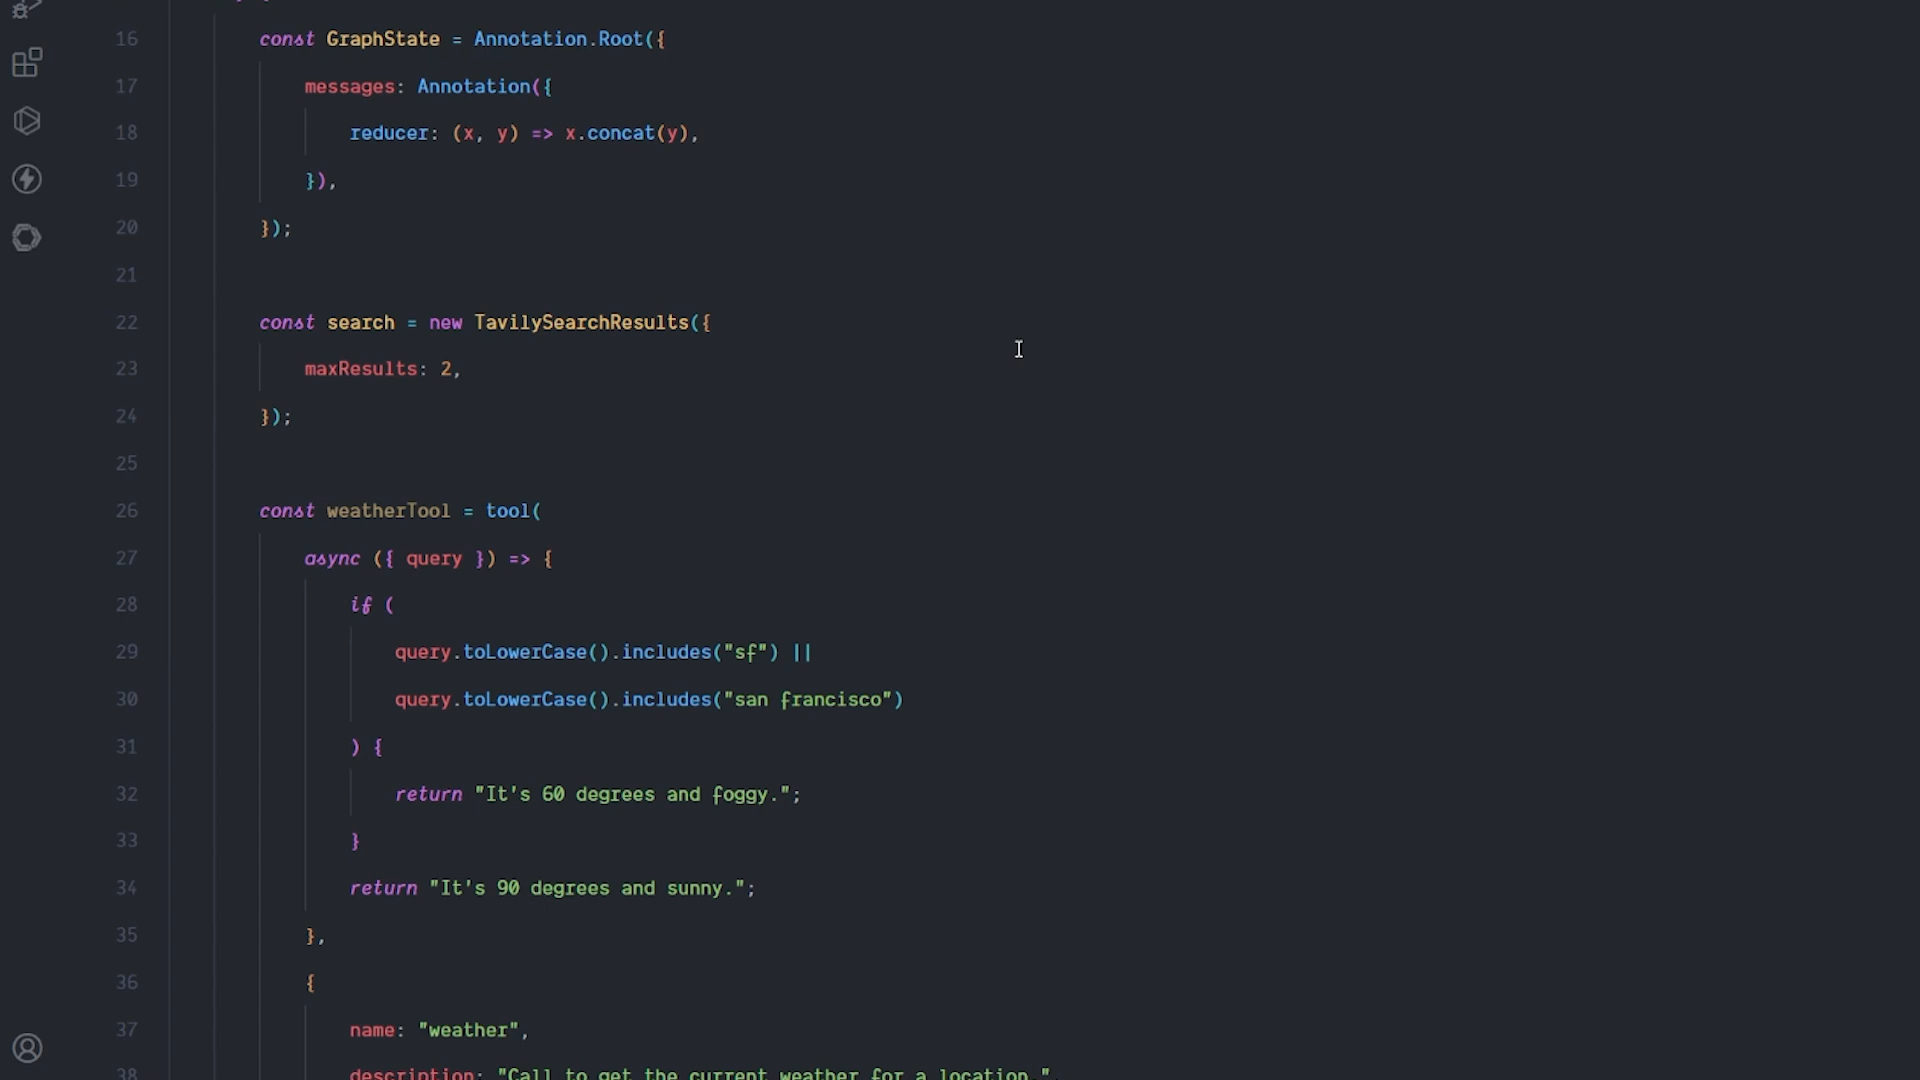 16 const GraphState = Annotation.Root({
17 messages: Annotation({
18 reducer: (x, y) => x.concat(y),
19 }),
20 });
21
22 const search = new TavilySearchResults({
23 maxResults: 2,
24 });
25
26 const weatherTool = tool(
27 async ({ query }) => {
28 if (
29 query.toLowerCase().includes("sf") ||
30 query.toLowerCase().includes("san francisco")
31 ) {
32 return "It's 60 degrees and foggy.";
33 }
34 return "It's 90 degrees and sunny.";
35 },
36 {
37 name: "weather",
38 description: "Call to get the current weather for a location.",